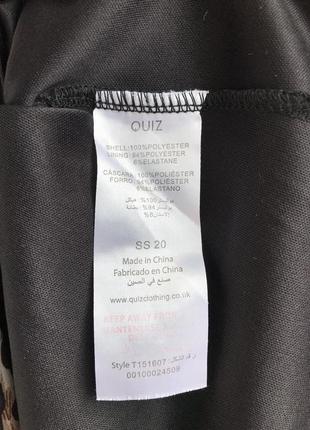 QUIZ
SHELL:100%POLYESTER
LINING: 94%POLYESTER
6%ELASTANE
CÁSCARA:100%POLIÉSTER
FORRO: 94%POLIÉSTER
6%ELASTANO
SS 20
Made in China
Fabricado en China
صنع في الصين
www.quizclothing.co.uk
KEEP AWAY FROM
Style T151607 :رقم الشكل
00100024508